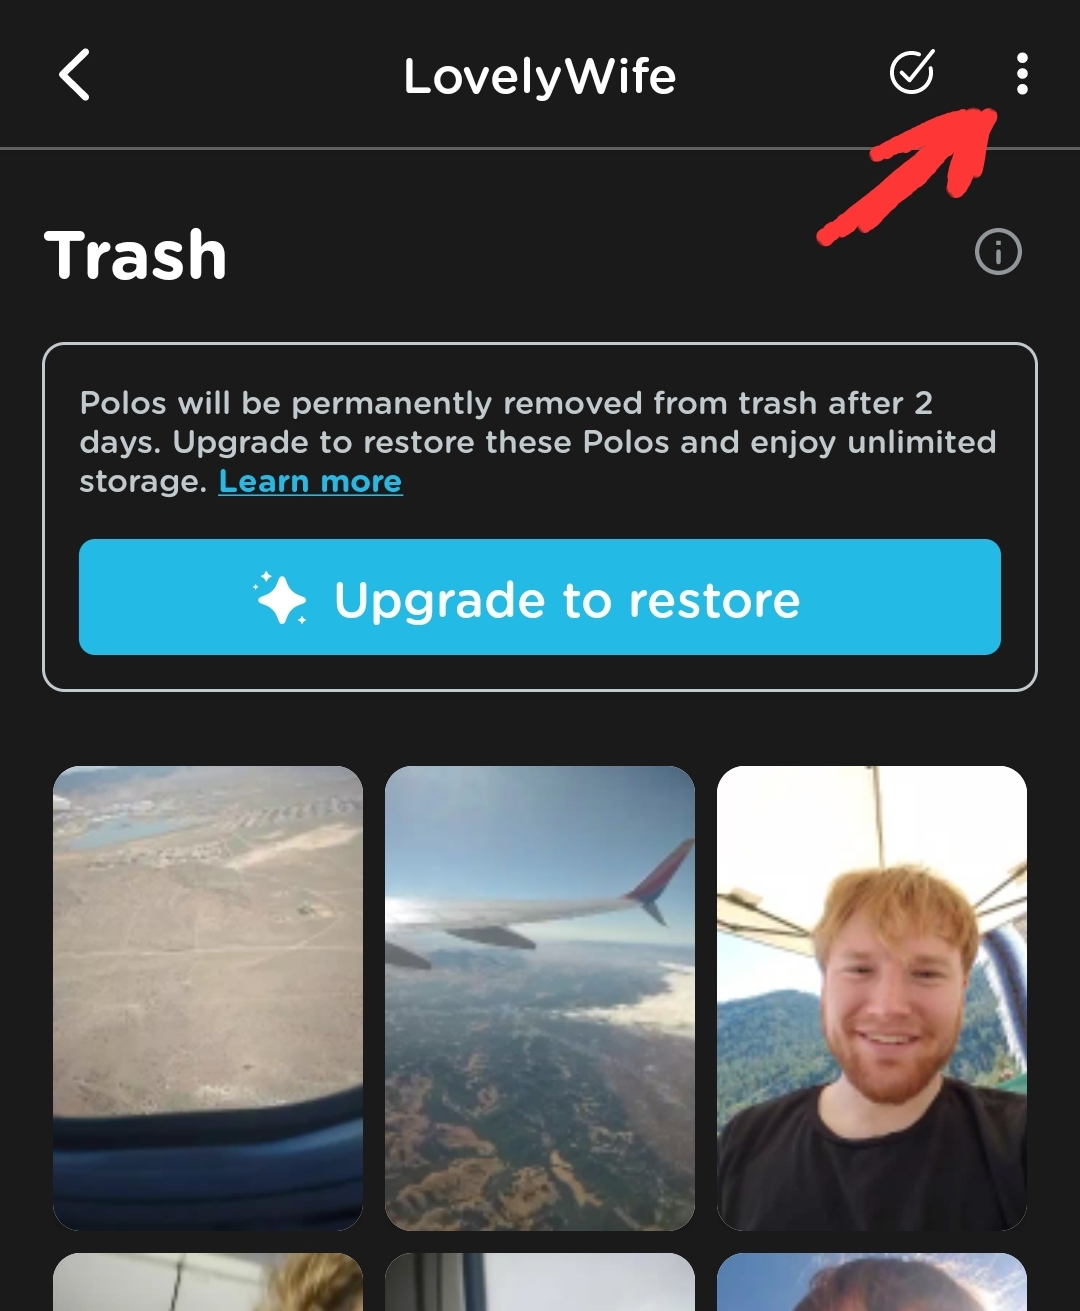 LovelyWife
Trash
Polos will be permanently removed from trash after 2
days. Upgrade to restore these Polos and enjoy unlimited
storage. Learn more
Upgrade to restore